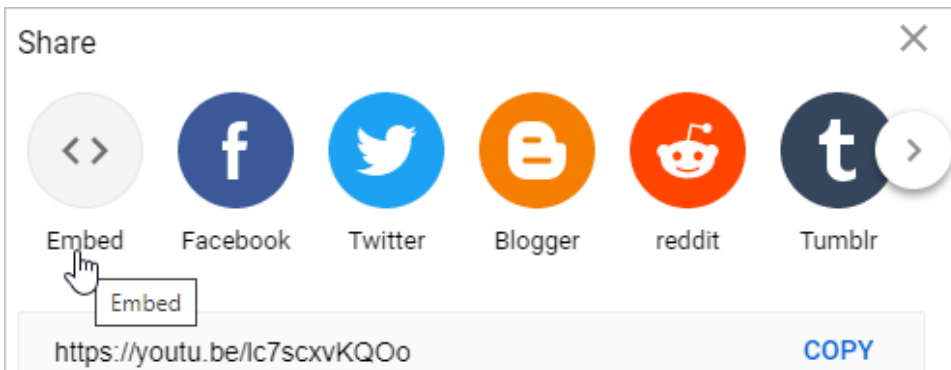 Share
Embed Facebook Twitter Blogger reddit Tumblr
Embed
https://youtu.be/lc7scxvKQOo COPY